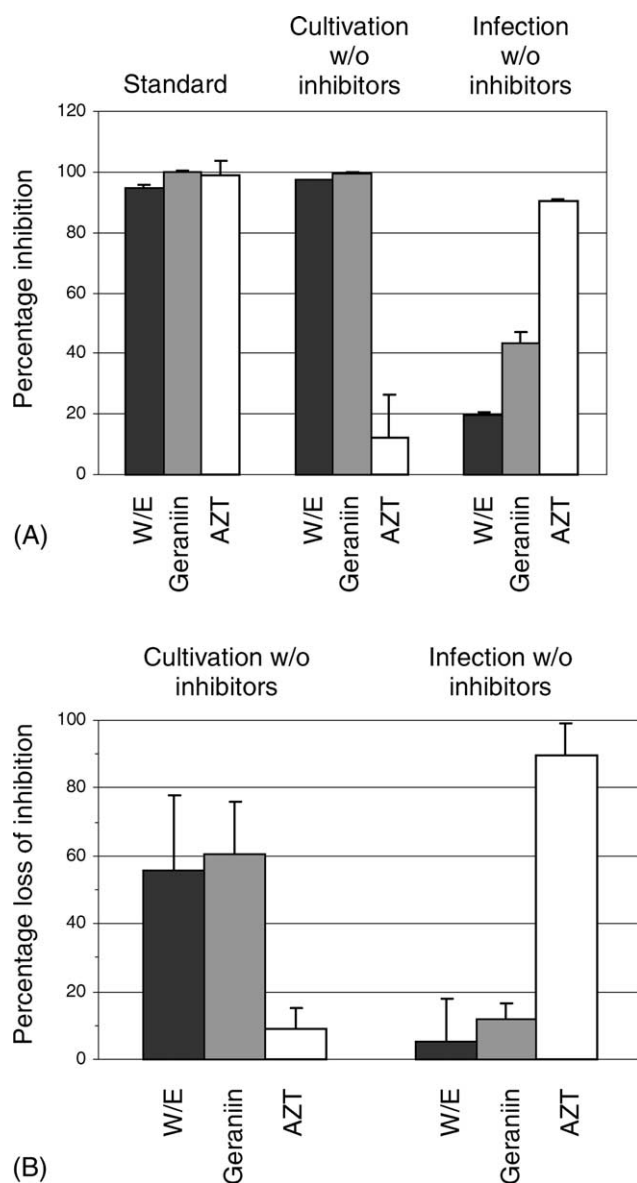 Standard
Cultivation
w/o
inhibitors
Infection
w/o
inhibitors
Percentage inhibition
120
100
80
60
40
20
0
W/E
Geraniin
AZT
W/E
Geraniin
AZT
W/E
Geraniin
AZT
(A)
Cultivation w/o
inhibitors
Infection w/o
inhibitors
Percentage loss of inhibition
100
80
60
40
20
0
W/E
Geraniin
AZT
W/E
Geraniin
AZT
(B)